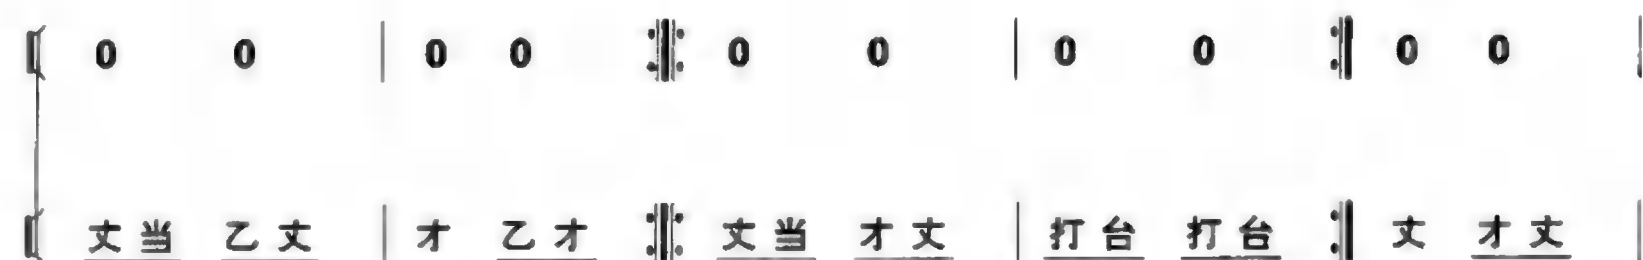 0 0 0 0 0 0 0 0 0 0
丈当 乙丈 才 乙才 丈当 才丈 打台 打台 丈 才丈